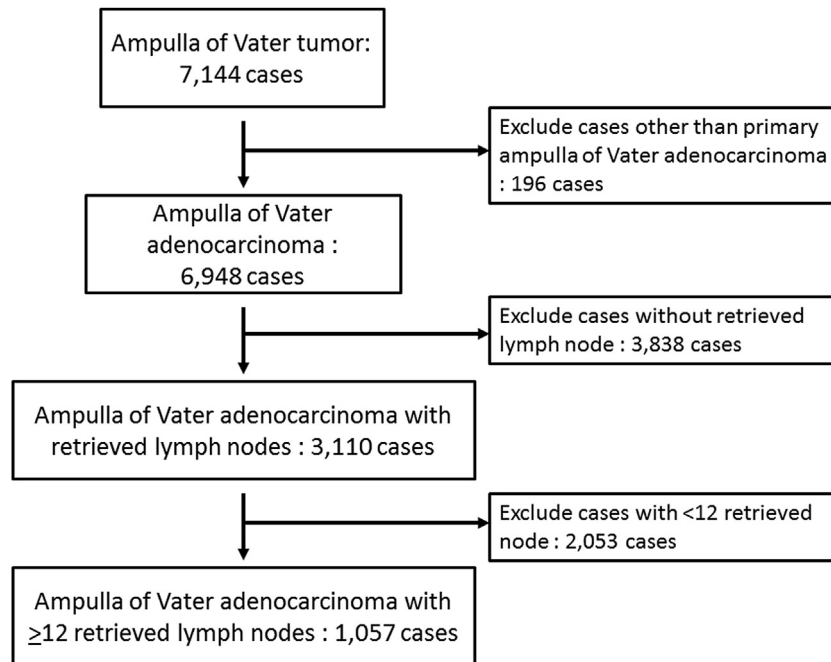 Ampulla of Vater tumor:
7,144 cases
Exclude cases other than primary
ampulla of Vater adenocarcinoma
: 196 cases
Ampulla of Vater
adenocarcinoma :
6,948 cases
Exclude cases without retrieved
lymph node : 3,838 cases
Ampulla of Vater adenocarcinoma with
retrieved lymph nodes : 3,110 cases
Exclude cases with <12 retrieved
node : 2,053 cases
Ampulla of Vater adenocarcinoma with
≥12 retrieved lymph nodes : 1,057 cases